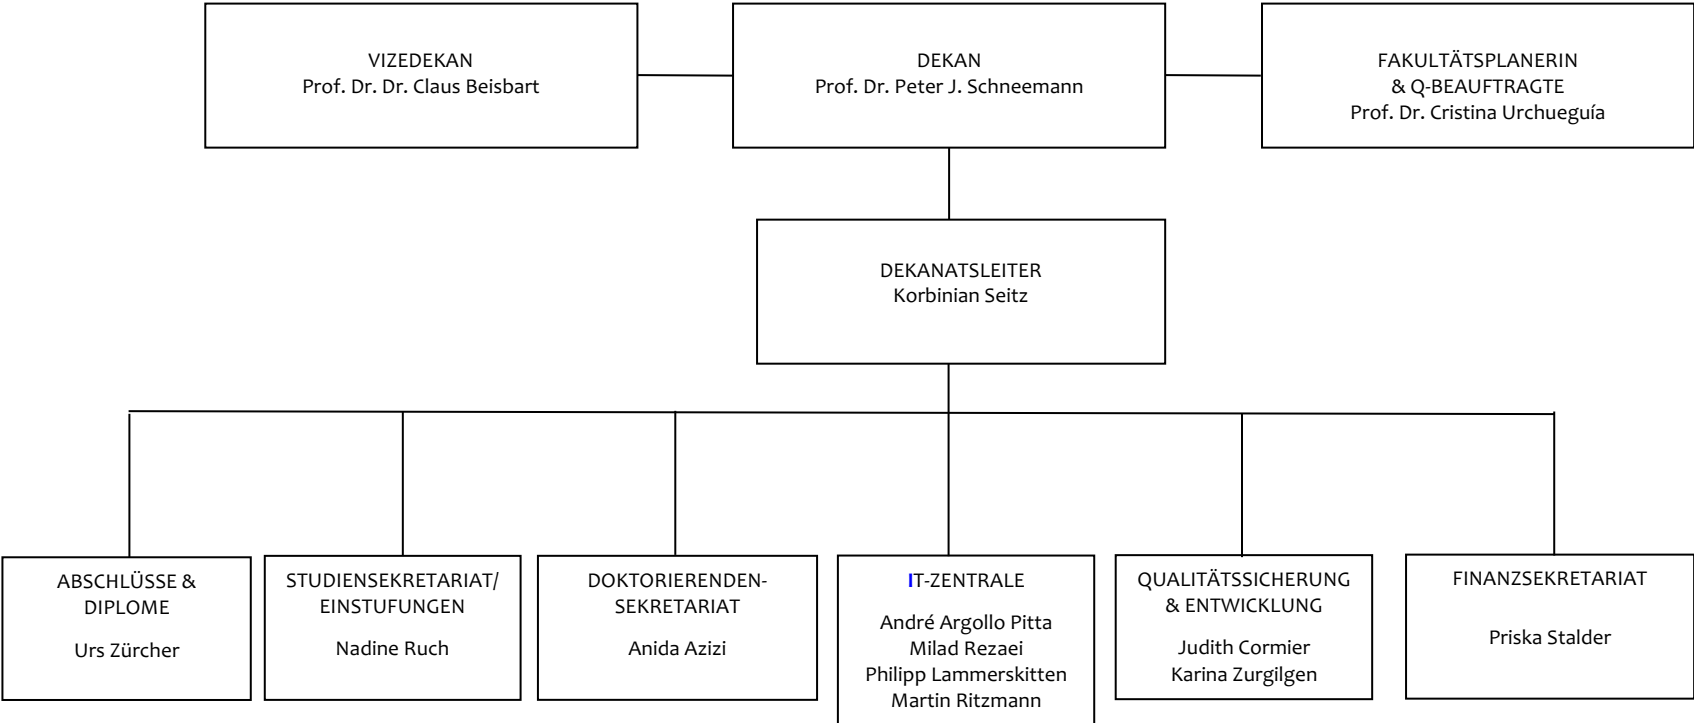 VIZEDEKAN
Prof. Dr. Dr. Claus Beisbart
DEKAN
Prof. Dr. Peter J. Schneemann
FAKULTÄTSPLANERIN
& Q-BEAUFTRAGTE
Prof. Dr. Cristina Urchueguía
DEKANATSLEITER
Korbinian Seitz
ABSCHLÜSSE &
DIPLOME
Urs Zürcher
STUDIENSEKRETARIAT/
EINSTUFUNGEN
Nadine Ruch
DOKTORIERENDEN-
SEKRETARIAT
Anida Azizi
IT-ZENTRALE
André Argollo Pitta
Milad Rezaei
Philipp Lammerskitten
Martin Ritzmann
QUALITÄTSSICHERUNG
& ENTWICKLUNG
Judith Cormier
Karina Zurgilgen
FINANZSEKRETARIAT
Priska Stalder